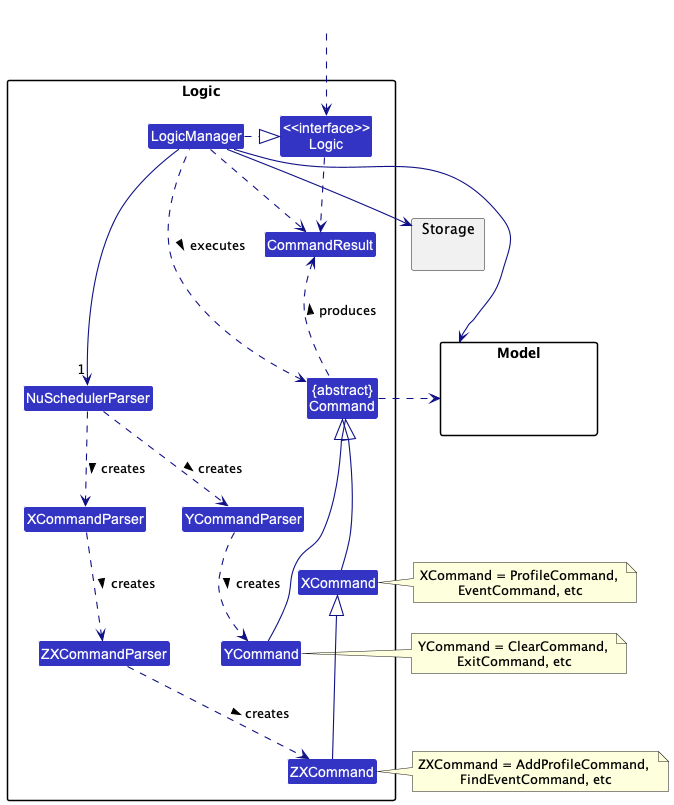 Logic
LogicManager
<<interface>>
Logic
Storage
CommandResult
executes
produces
Model
1
NuSchedulerParser
{abstract}
Command
creates
creates
XCommandParser
YCommandParser
creates
creates
XCommand
XCommand = ProfileCommand,
EventCommand, etc
ZXCommandParser
YCommand
YCommand = ClearCommand,
ExitCommand, etc
creates
ZXCommand
ZXCommand = AddProfileCommand,
FindEventCommand, etc